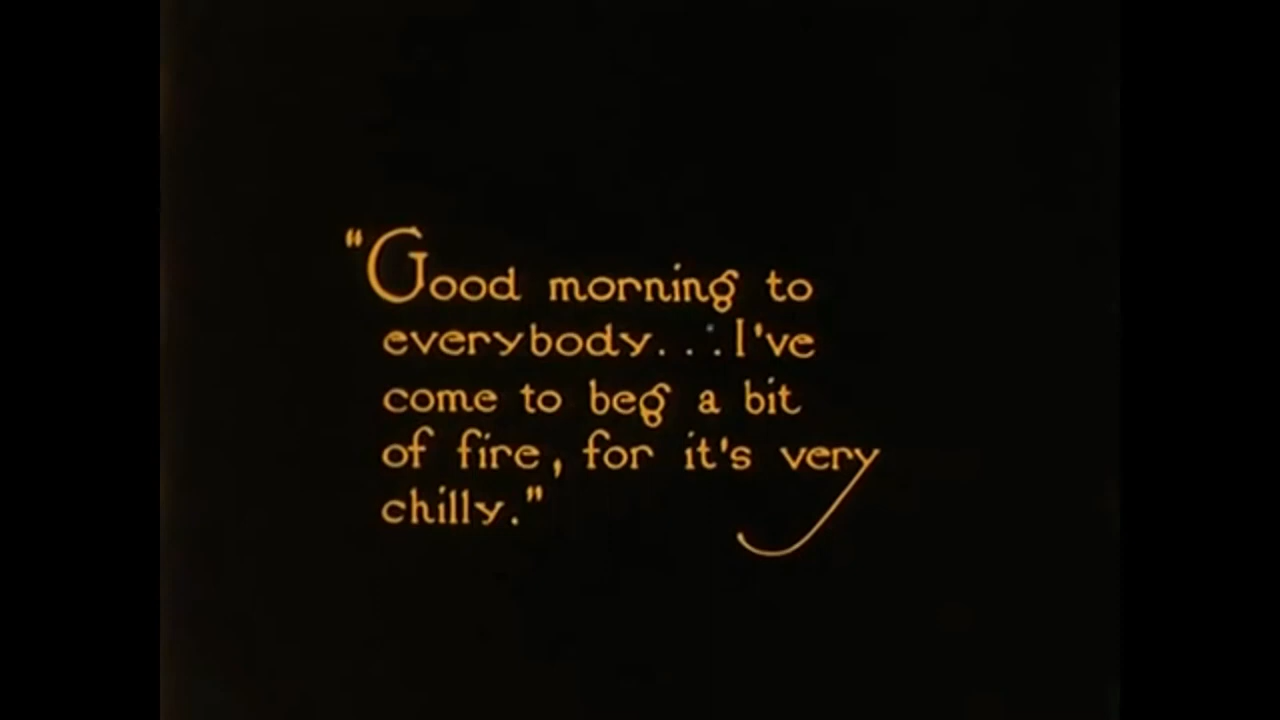 "Good morning to
everybody... I've
come to beg a bit
of fire, for it's very
chilly."